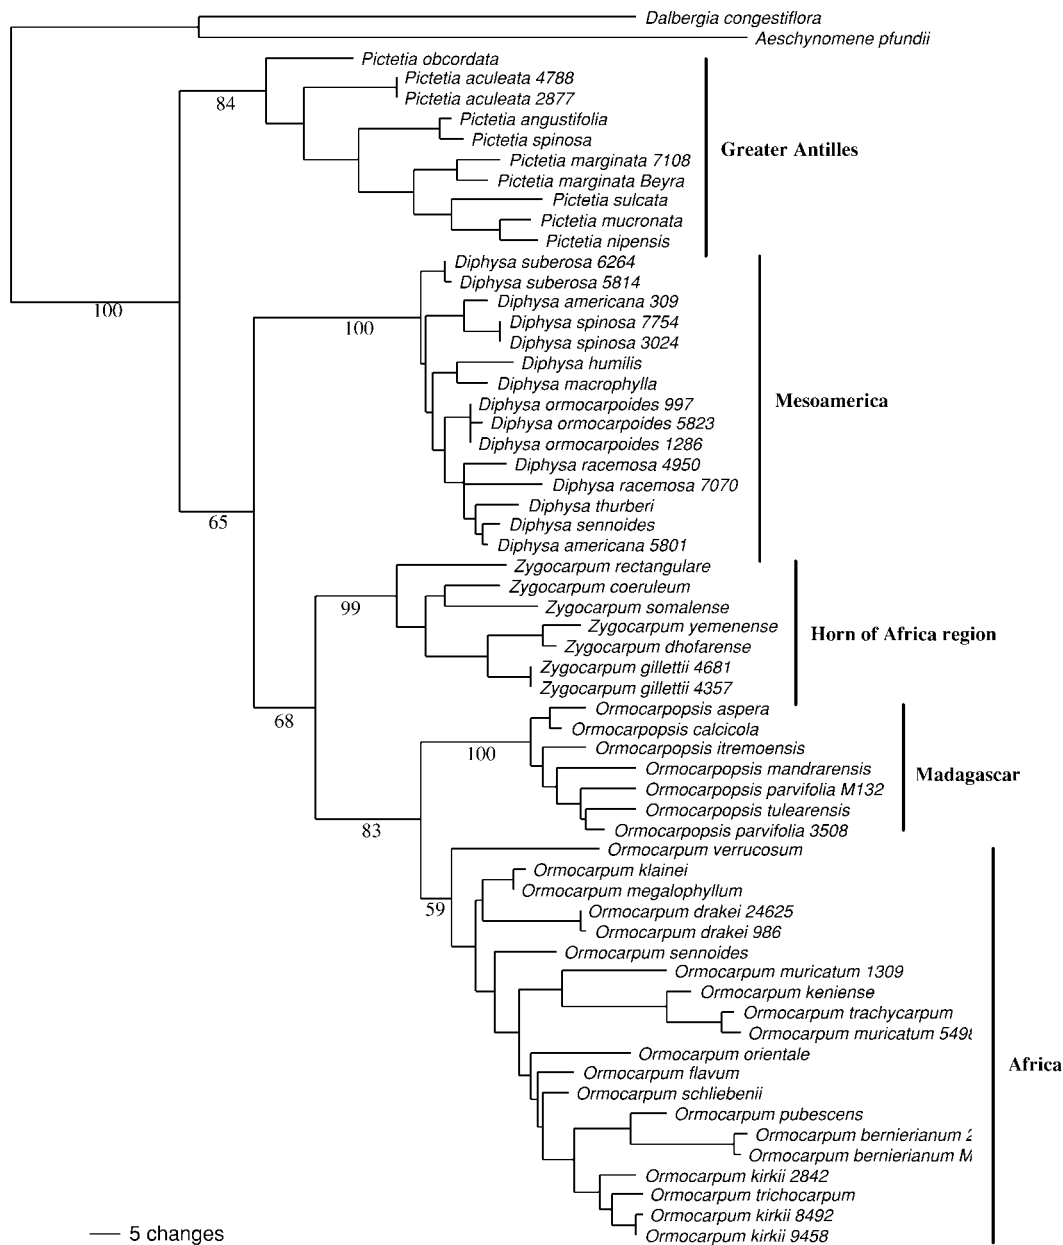 Dalbergia congestiflora
Aeschynomene pfundii
Pictetia obcordata
Pictetia aculeata 4788
84
Pictetia aculeata 2877
Pictetia angustifolia
Pictetia spinosa
Greater Antilles
Pictetia marginata 7108
Pictetia marginata Beyra
Pictetia sulcata
Pictetia mucronata
Pictetia nipensis
Diphysa suberosa 6264
Diphysa suberosa 5814
Diphysa americana 309
100
Diphysa spinosa 7754
100
Diphysa spinosa 3024
Diphysa humilis
Diphysa macrophylla
Mesoamerica
Diphysa ormocarpoides 997
Diphysa ormocarpoides 5823
Diphysa ormocarpoides 1286
Diphysa racemosa 4950
Diphysa racemosa 7070
Diphysa thurberi
65
Diphysa sennoides
Diphysa americana 5801
Zygocarpum rectangulare
Zygocarpum coeruleum
99
Zygocarpum somalense
Zygocarpum yemenense
Horn of Africa region
Zygocarpum dhofarense
Zygocarpum gillettii 4681
Zygocarpum gillettii 4357
Ormocarpopsis aspera
68
Ormocarpopsis calcicola
100
Ormocarpopsis itremoensis
Ormocarpopsis mandrarensis
Madagascar
Ormocarpopsis parvifolia M132
Ormocarpopsis tulearensis
83
Ormocarpopsis parvifolia 3508
Ormocarpum verrucosum
Ormocarpum klainei
Ormocarpum megalophyllum
59
Ormocarpum drakei 24625
Ormocarpum drakei 986
Ormocarpum sennoides
Ormocarpum muricatum 1309
Ormocarpum keniense
Ormocarpum trachycarpum
Ormocarpum muricatum 549
Ormocarpum orientale
Africa
Ormocarpum flavum
Ormocarpum schliebenii
Ormocarpum pubescens
Ormocarpum bernierianum 2
Ormocarpum bernierianum M
Ormocarpum kirkii 2842
Ormocarpum trichocarpum
Ormocarpum kirkii 8492
Ormocarpum kirkii 9458
5 changes